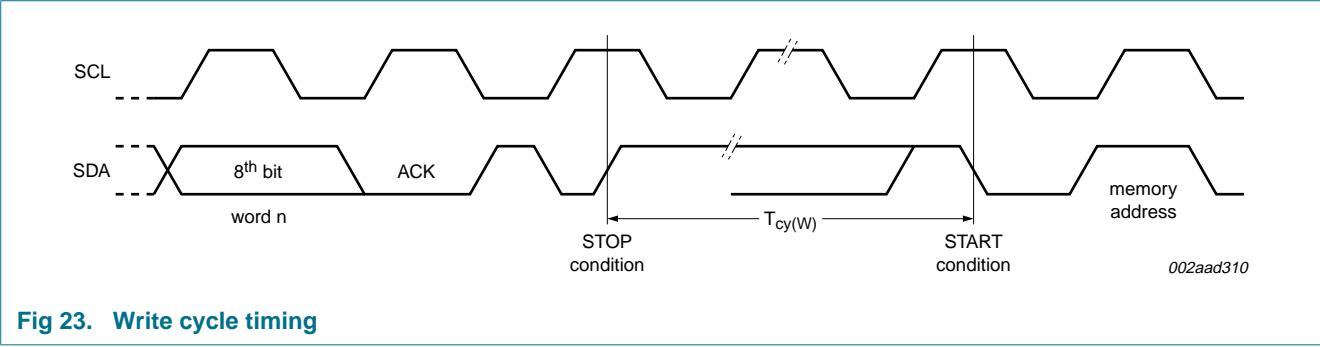 SCL
SDA
8th bit
ACK
word n
Tcy(W)
STOP
condition
START
condition
memory
address
002aad310
Fig 23. Write cycle timing